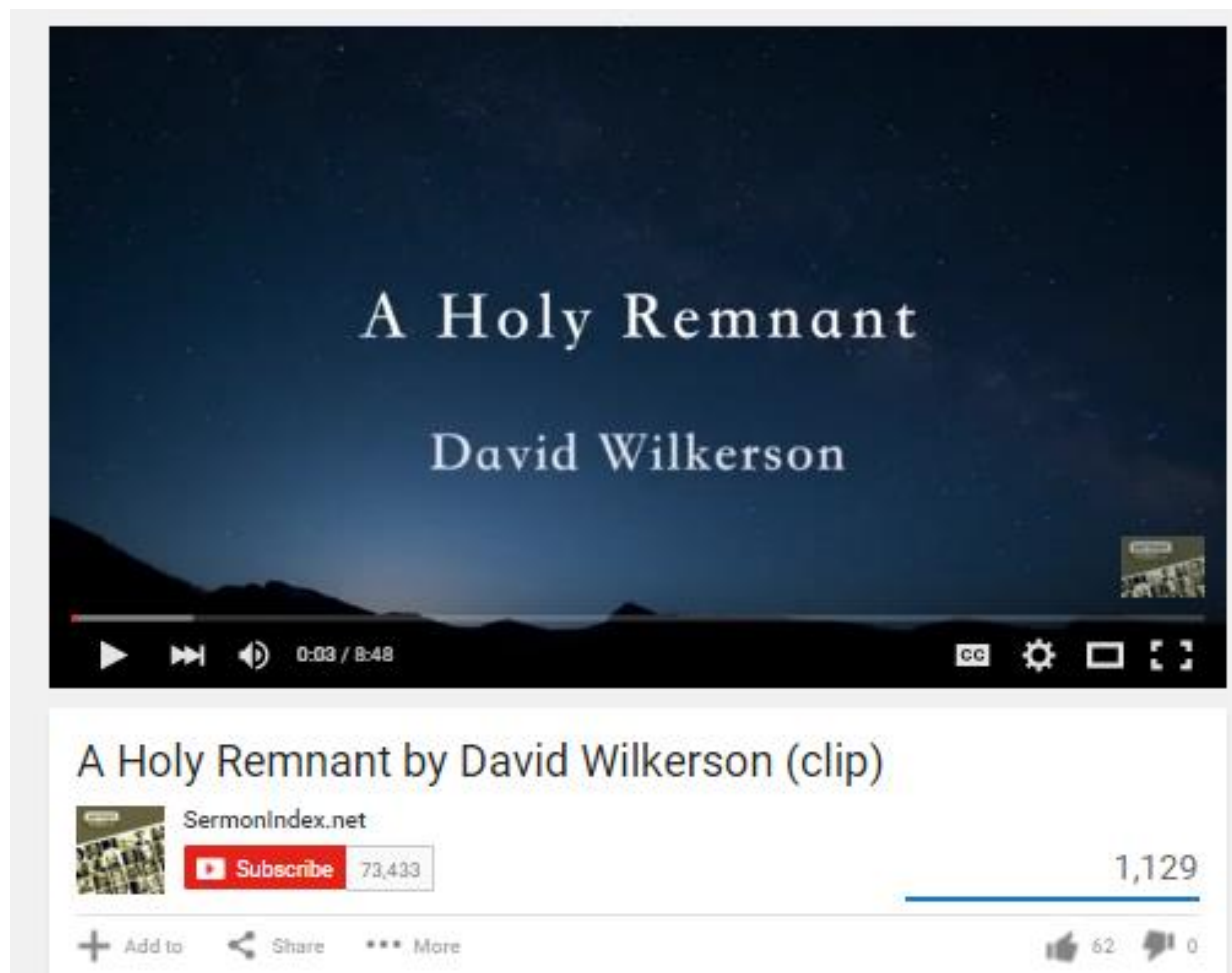 A Holy Remnant
David Wilkerson
0:03 / 8:48
CC
A Holy Remnant by David Wilkerson (clip)
SermonIndex.net
Subscribe 73,433
1,129
Add to Share More 62 0